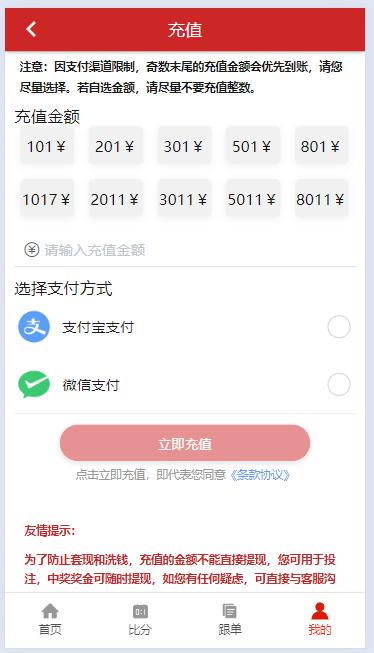 充值
注意：因支付渠道限制，奇数末尾的充值金额会优先到账，请您
尽量选择。若自选金额，请尽量不要充值整数。
充值金额
101￥ 201￥ 301￥ 501￥ 801￥
1017￥ 2011￥ 3011￥ 5011￥ 8011￥
请输入充值金额
选择支付方式
支付宝支付
微信支付
立即充值
点击立即充值，即代表您同意《条款协议》
友情提示：
为了防止套现和洗钱，充值的金额不能直接提现，您可用于投
注，中奖奖金可随时提现，如您有任何疑虑，可直接与客服沟
首页 比分 跟单 我的